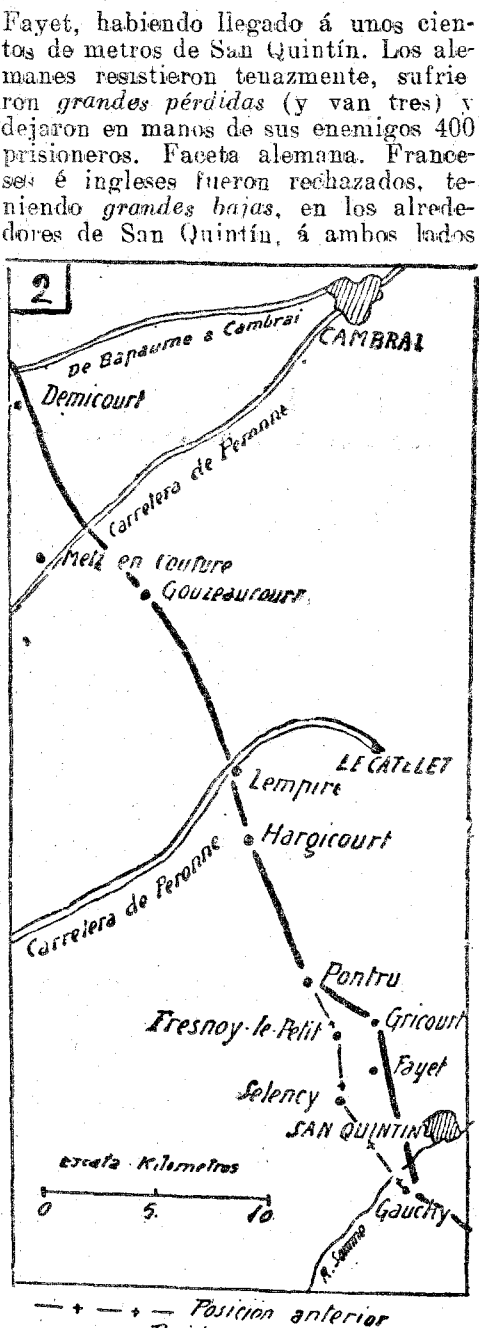 Fayet, habiendo llegado á unos cien-
tos de metros de San Quintín. Los ale-
manes resistieron tenazmente, sufrie
ron grandes pérdidas (y van tres) y
dejaron en manos de sus enemigos 400
prisioneros. Faceta alemana. France-
ses é ingleses fueron rechazados, te-
niendo grandes bajas, en los alrede-
dores de San Quintín, á ambos lados
2
De Bapaume a Cambrai
CAMBRAI
Demicourt
Carretera de Peronne
Metz en Couture
Gouzeaucourt
LE CATELET
Lempire
Hargicourt
Carretera de Peronne
Pontru
Fresnoy-le-Petit
Gricourt
Fayet
Selency
SAN QUINTIN
Escala Kilometros
0 5. 10.
Gauchy
R. Somme
— + — + — Posición anterior